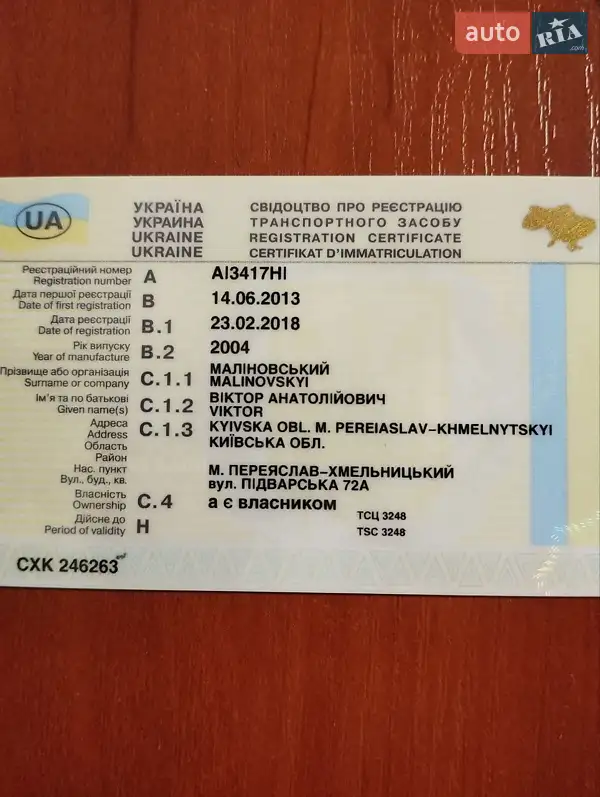 auto RIA.com
УКРАЇНА СВІДОЦТВО ПРО РЕЄСТРАЦІЮ
УКРАИНА ТРАНСПОРТНОГО ЗАСОБУ
UKRAINE REGISTRATION CERTIFICATE
UKRAINE CERTIFIKAT D'IMMATRICULATION
UA
Реєстраційний номер
Registration number A AI3417HI
Дата першої реєстрації
Date of first registration B 14.06.2013
Дата реєстрації
Date of registration B.1 23.02.2018
Рік випуску
Year of manufacture B.2 2004
Прізвище або організація C.1.1 МАЛІНОВСЬКИЙ
Surname or company MALINOVSKYI
Ім'я та по батькові C.1.2 ВІКТОР АНАТОЛІЙОВИЧ
Given name(s) VIKTOR
Адреса C.1.3 KYIVSKA OBL. M. PEREIASLAV-KHMELNYTSKYI
Address КИЇВСЬКА ОБЛ.
Область
Район
Нас. пункт М. ПЕРЕЯСЛАВ-ХМЕЛЬНИЦЬКИЙ
Вул., буд., кв. вул. ПІДВАРСЬКА 72А
Власність
Ownership C.4 а є власником
Дійсне до ТСЦ 3248
Period of validity H TSC 3248
СХК 246263